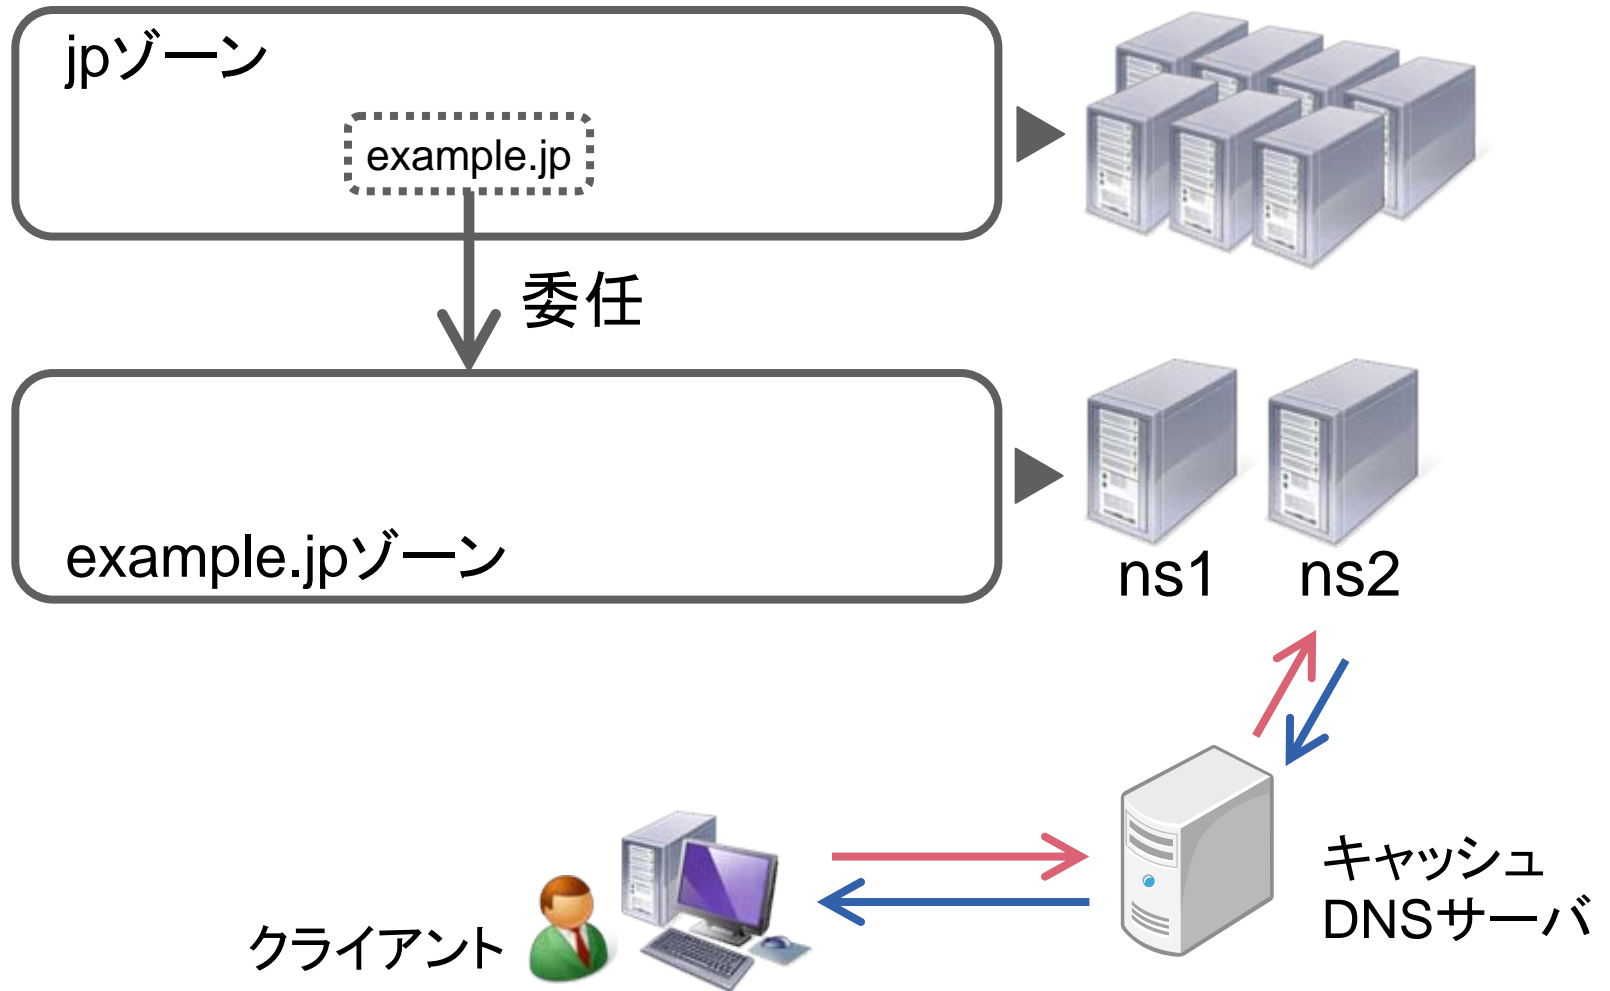 jpゾーン
example.jp
委任
example.jpゾーン
ns1
ns2
クライアント
キャッシュ
DNSサーバ